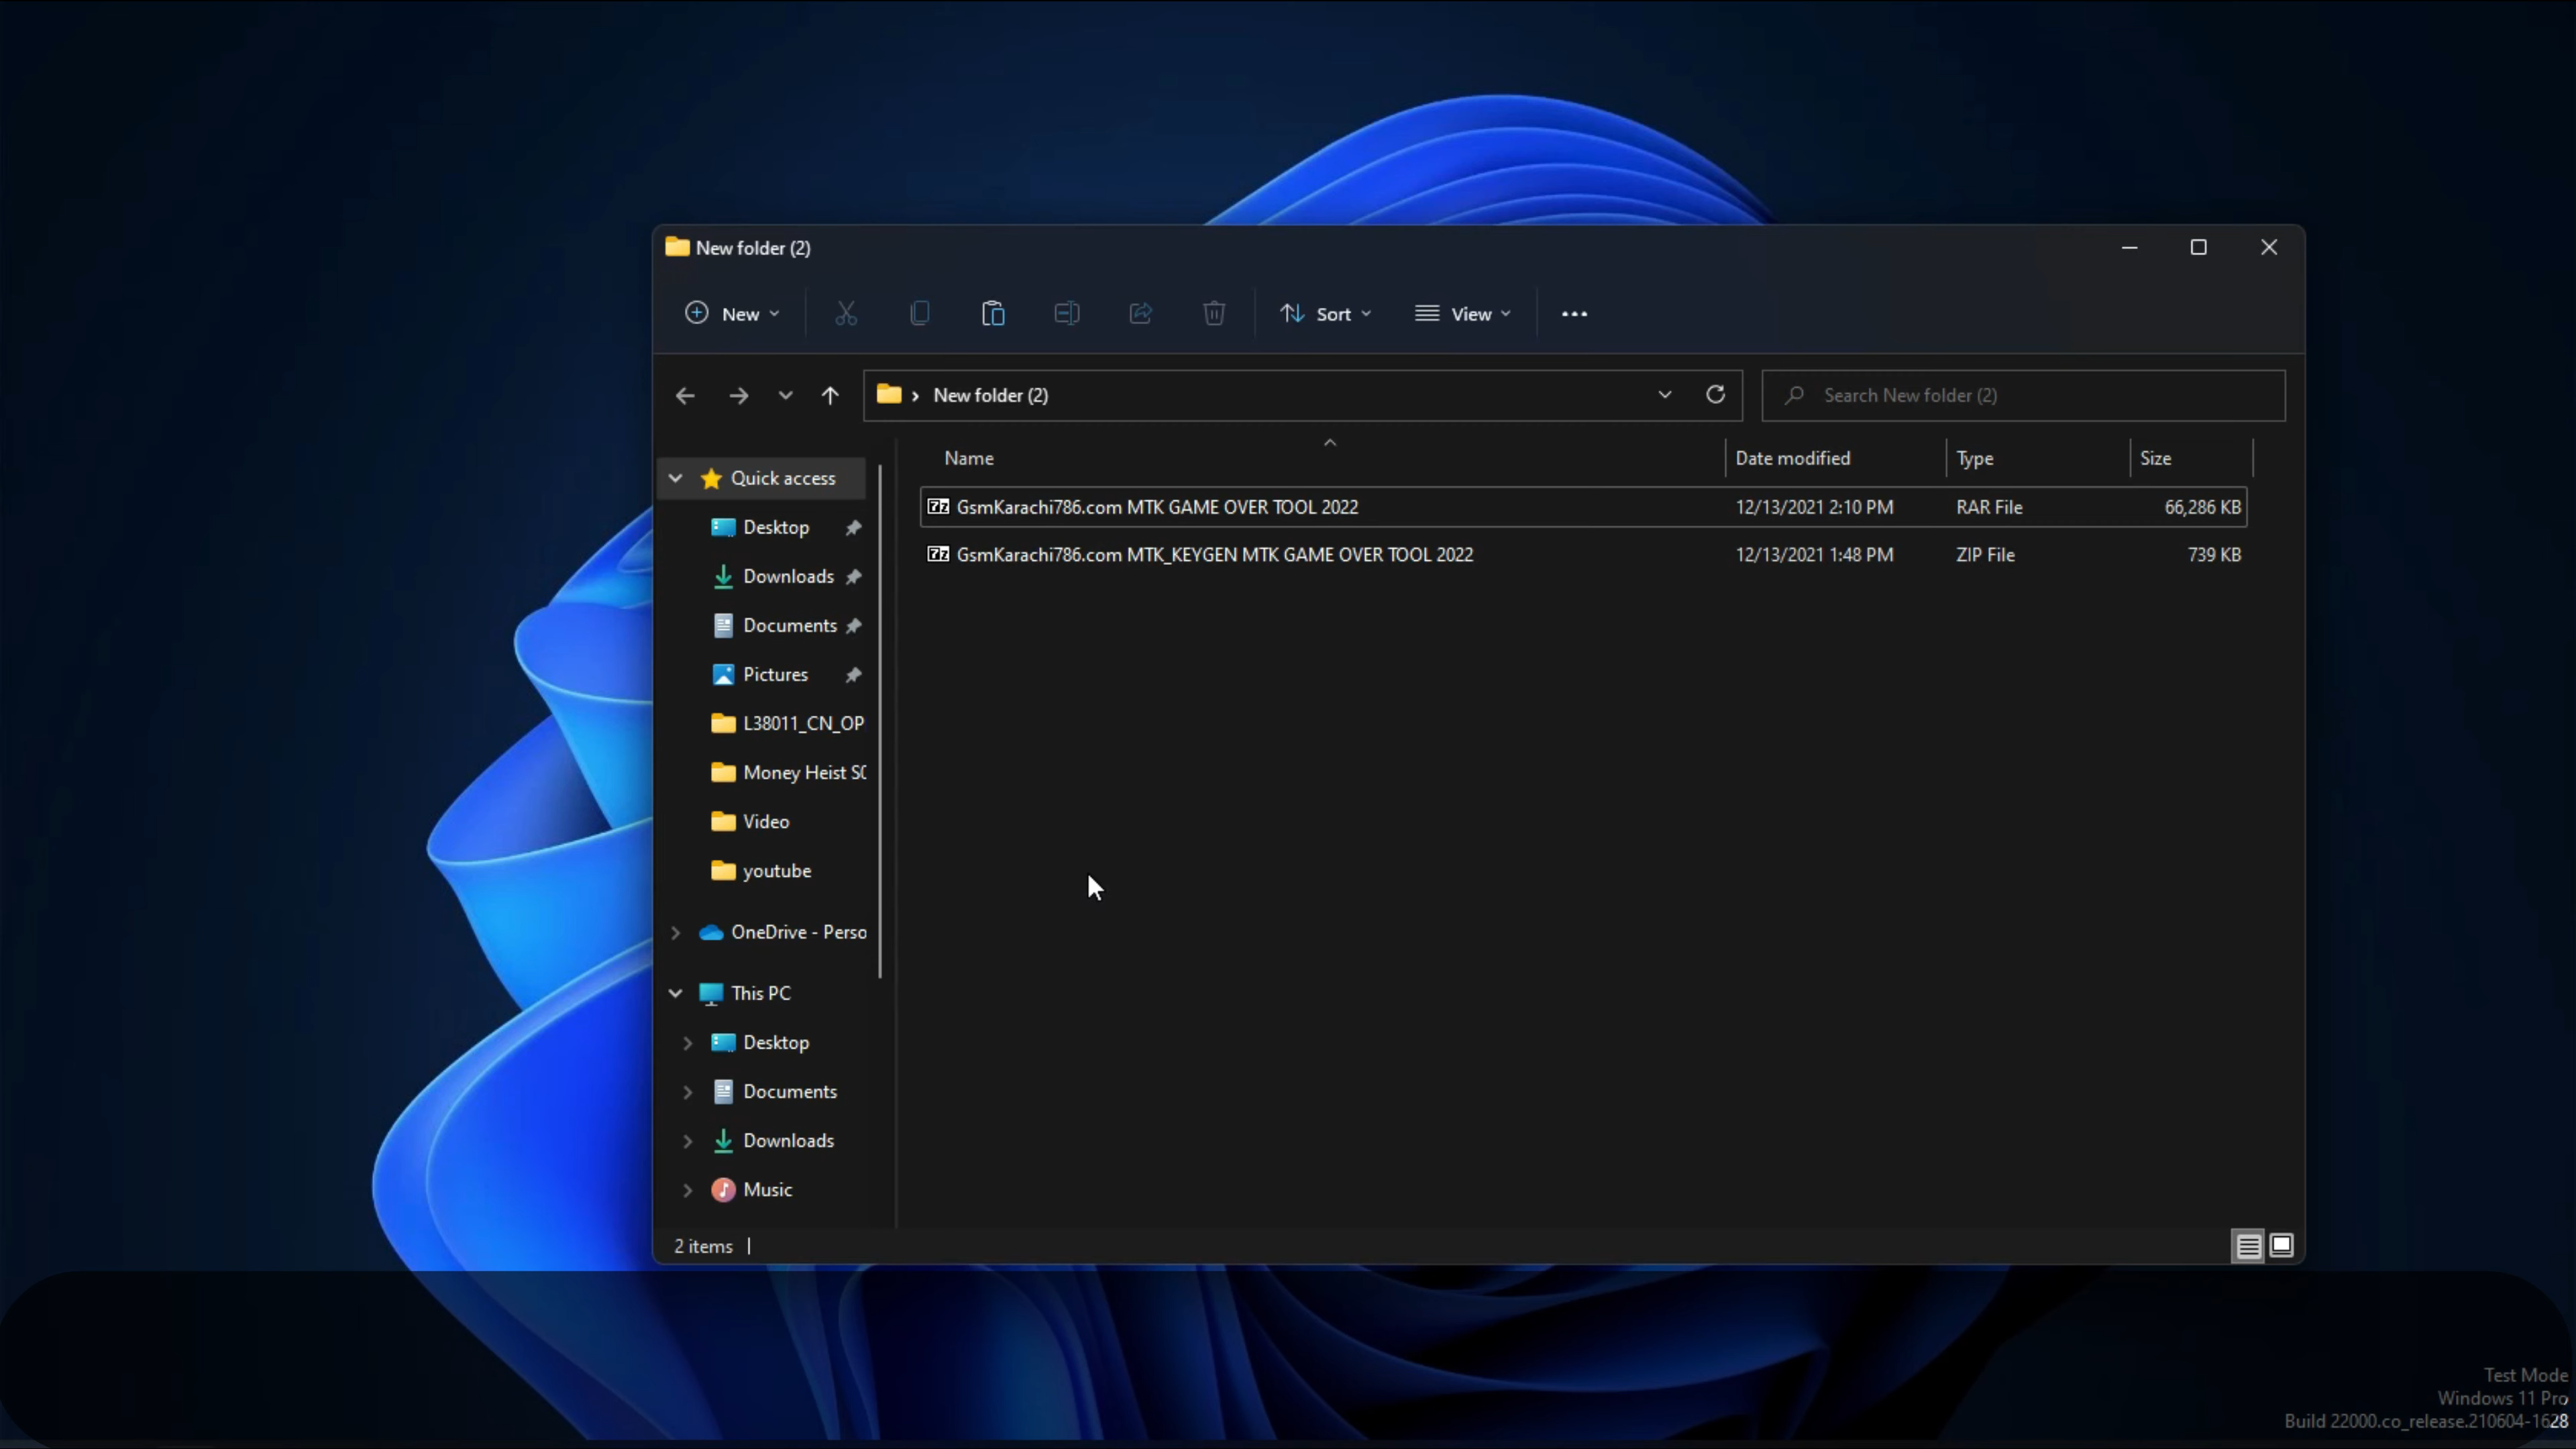 New folder (2)
New
Sort
View
New folder (2)
Search New folder (2)
Name
Date modified
Type
Size
Quick access
7z GsmKarachi786.com MTK GAME OVER TOOL 2022 12/13/2021 2:10 PM RAR File 66,286 KB
7z GsmKarachi786.com MTK_KEYGEN MTK GAME OVER TOOL 2022 12/13/2021 1:48 PM ZIP File 739 KB
Desktop
Downloads
Documents
Pictures
L38011_CN_OP
Money Heist S0
Video
youtube
OneDrive - Perso
This PC
Desktop
Documents
Downloads
Music
2 items
Test Mode
Windows 11 Pro
Build 22000.co_release.210604-1628